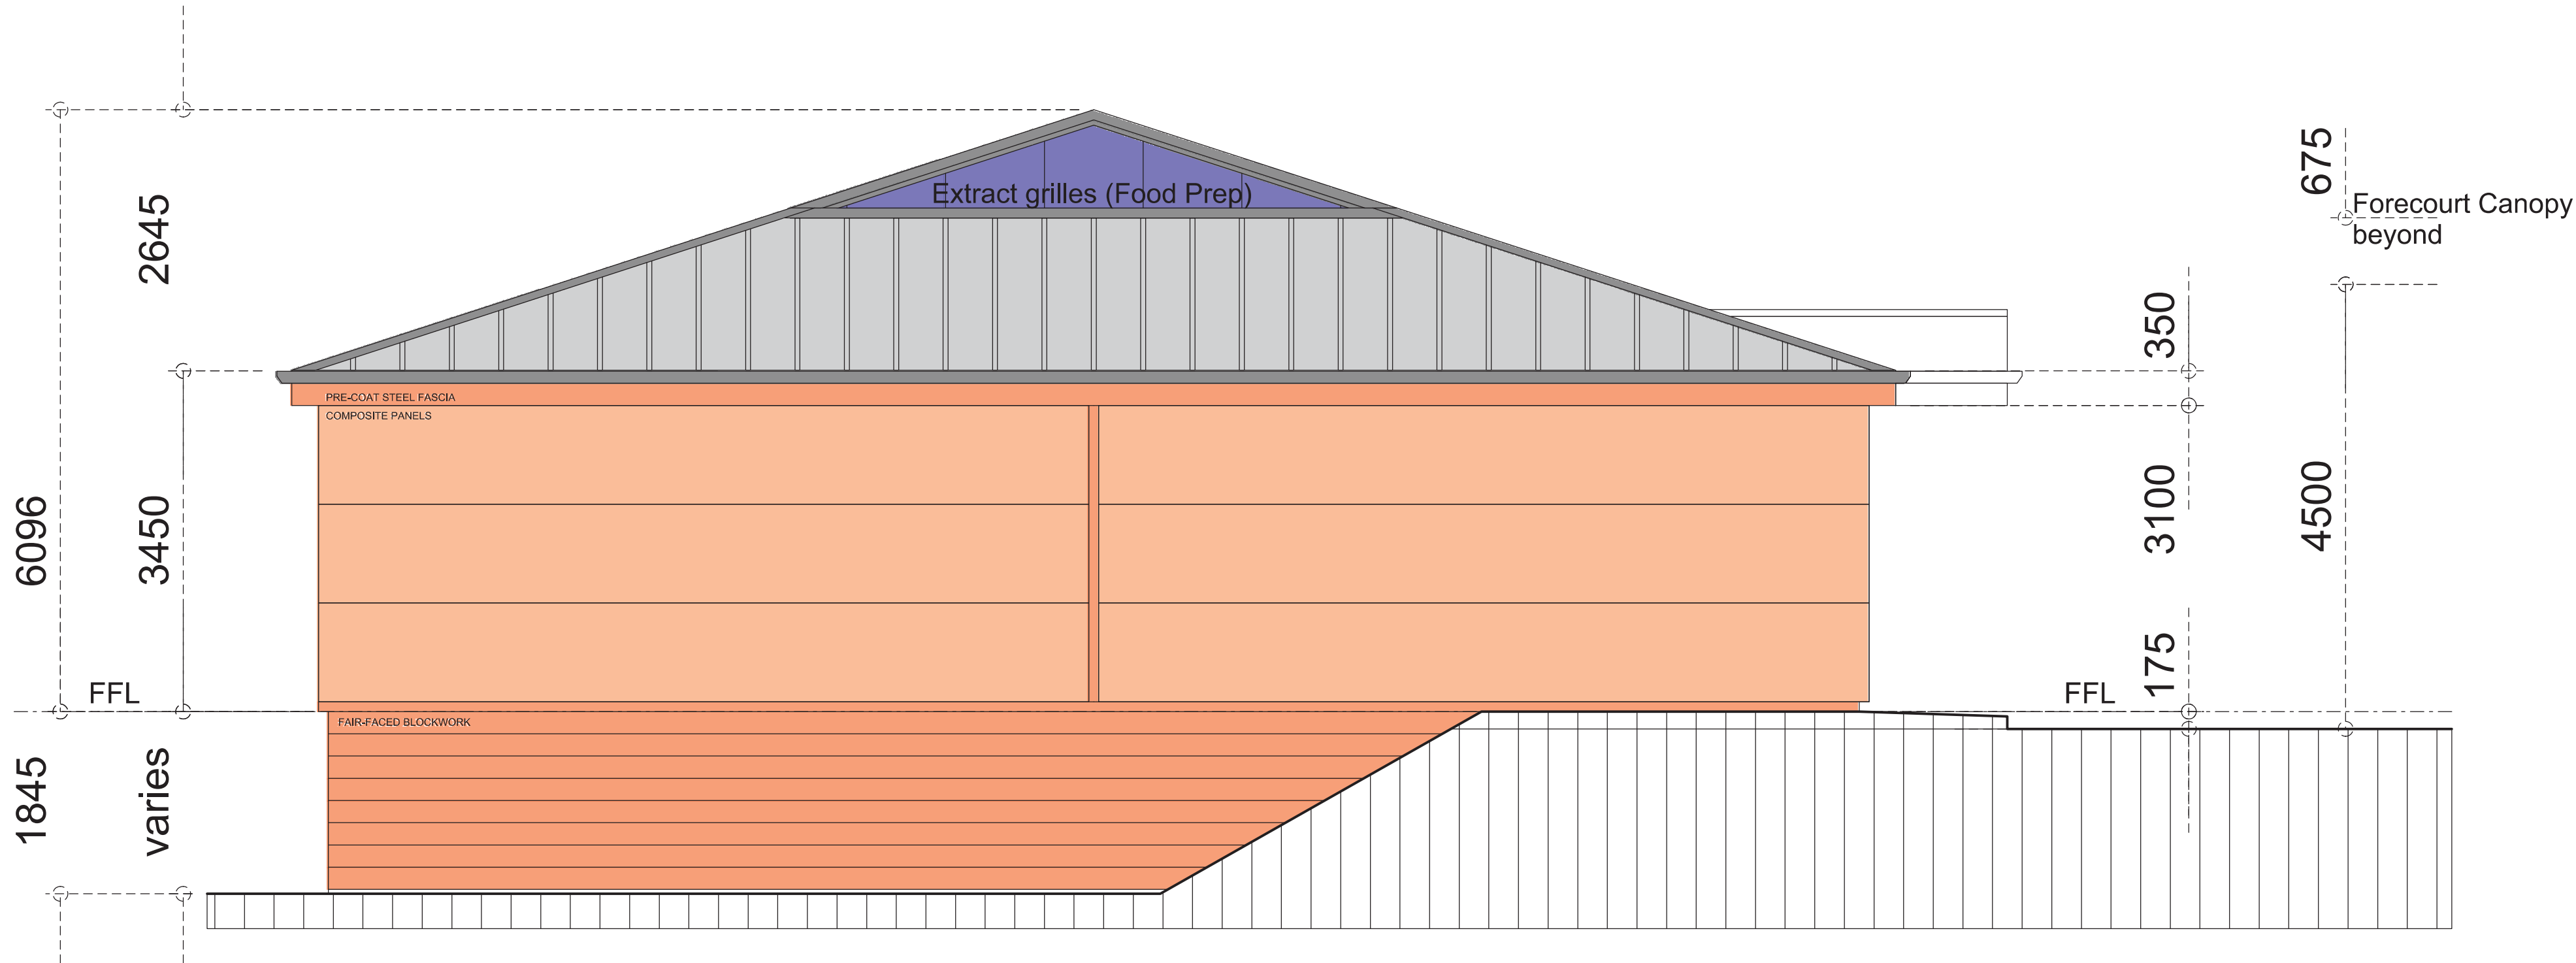 675
Extract grilles (Food Prep)
Forecourt Canopy
beyond
2645
350
PRE-COAT STEEL FASCIA
COMPOSITE PANELS
6096
3450
3100
4500
175
FFL
FFL
FAIR-FACED BLOCKWORK
1845
varies